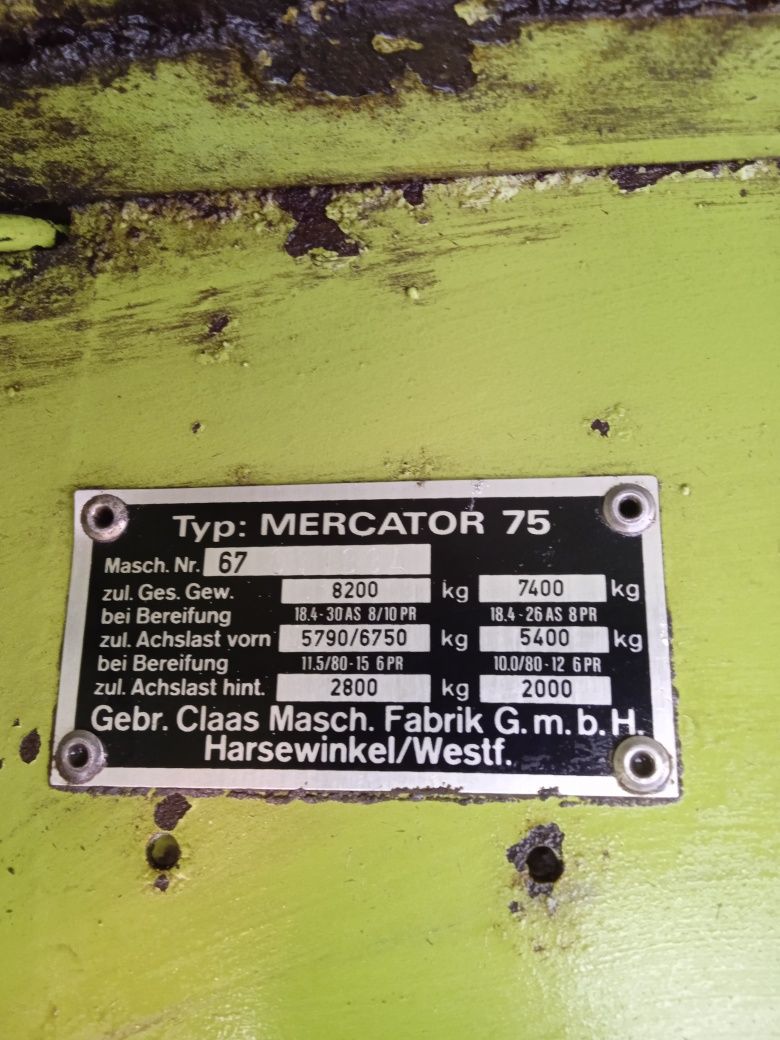 Typ: MERCATOR 75
Masch. Nr. 67
zul. Ges. Gew. 8200 kg 7400 kg
bei Bereifung 18.4-30 AS 8/10 PR 18.4-26 AS 8 PR
zul. Achslast vorn 5790/6750 kg 5400 kg
bei Bereifung 11.5/80-15 6 PR 10.0/80-12 6 PR
zul. Achslast hint. 2800 kg 2000 kg
Gebr. Claas Masch. Fabrik G.m.b.H.
Harsewinkel/Westf.